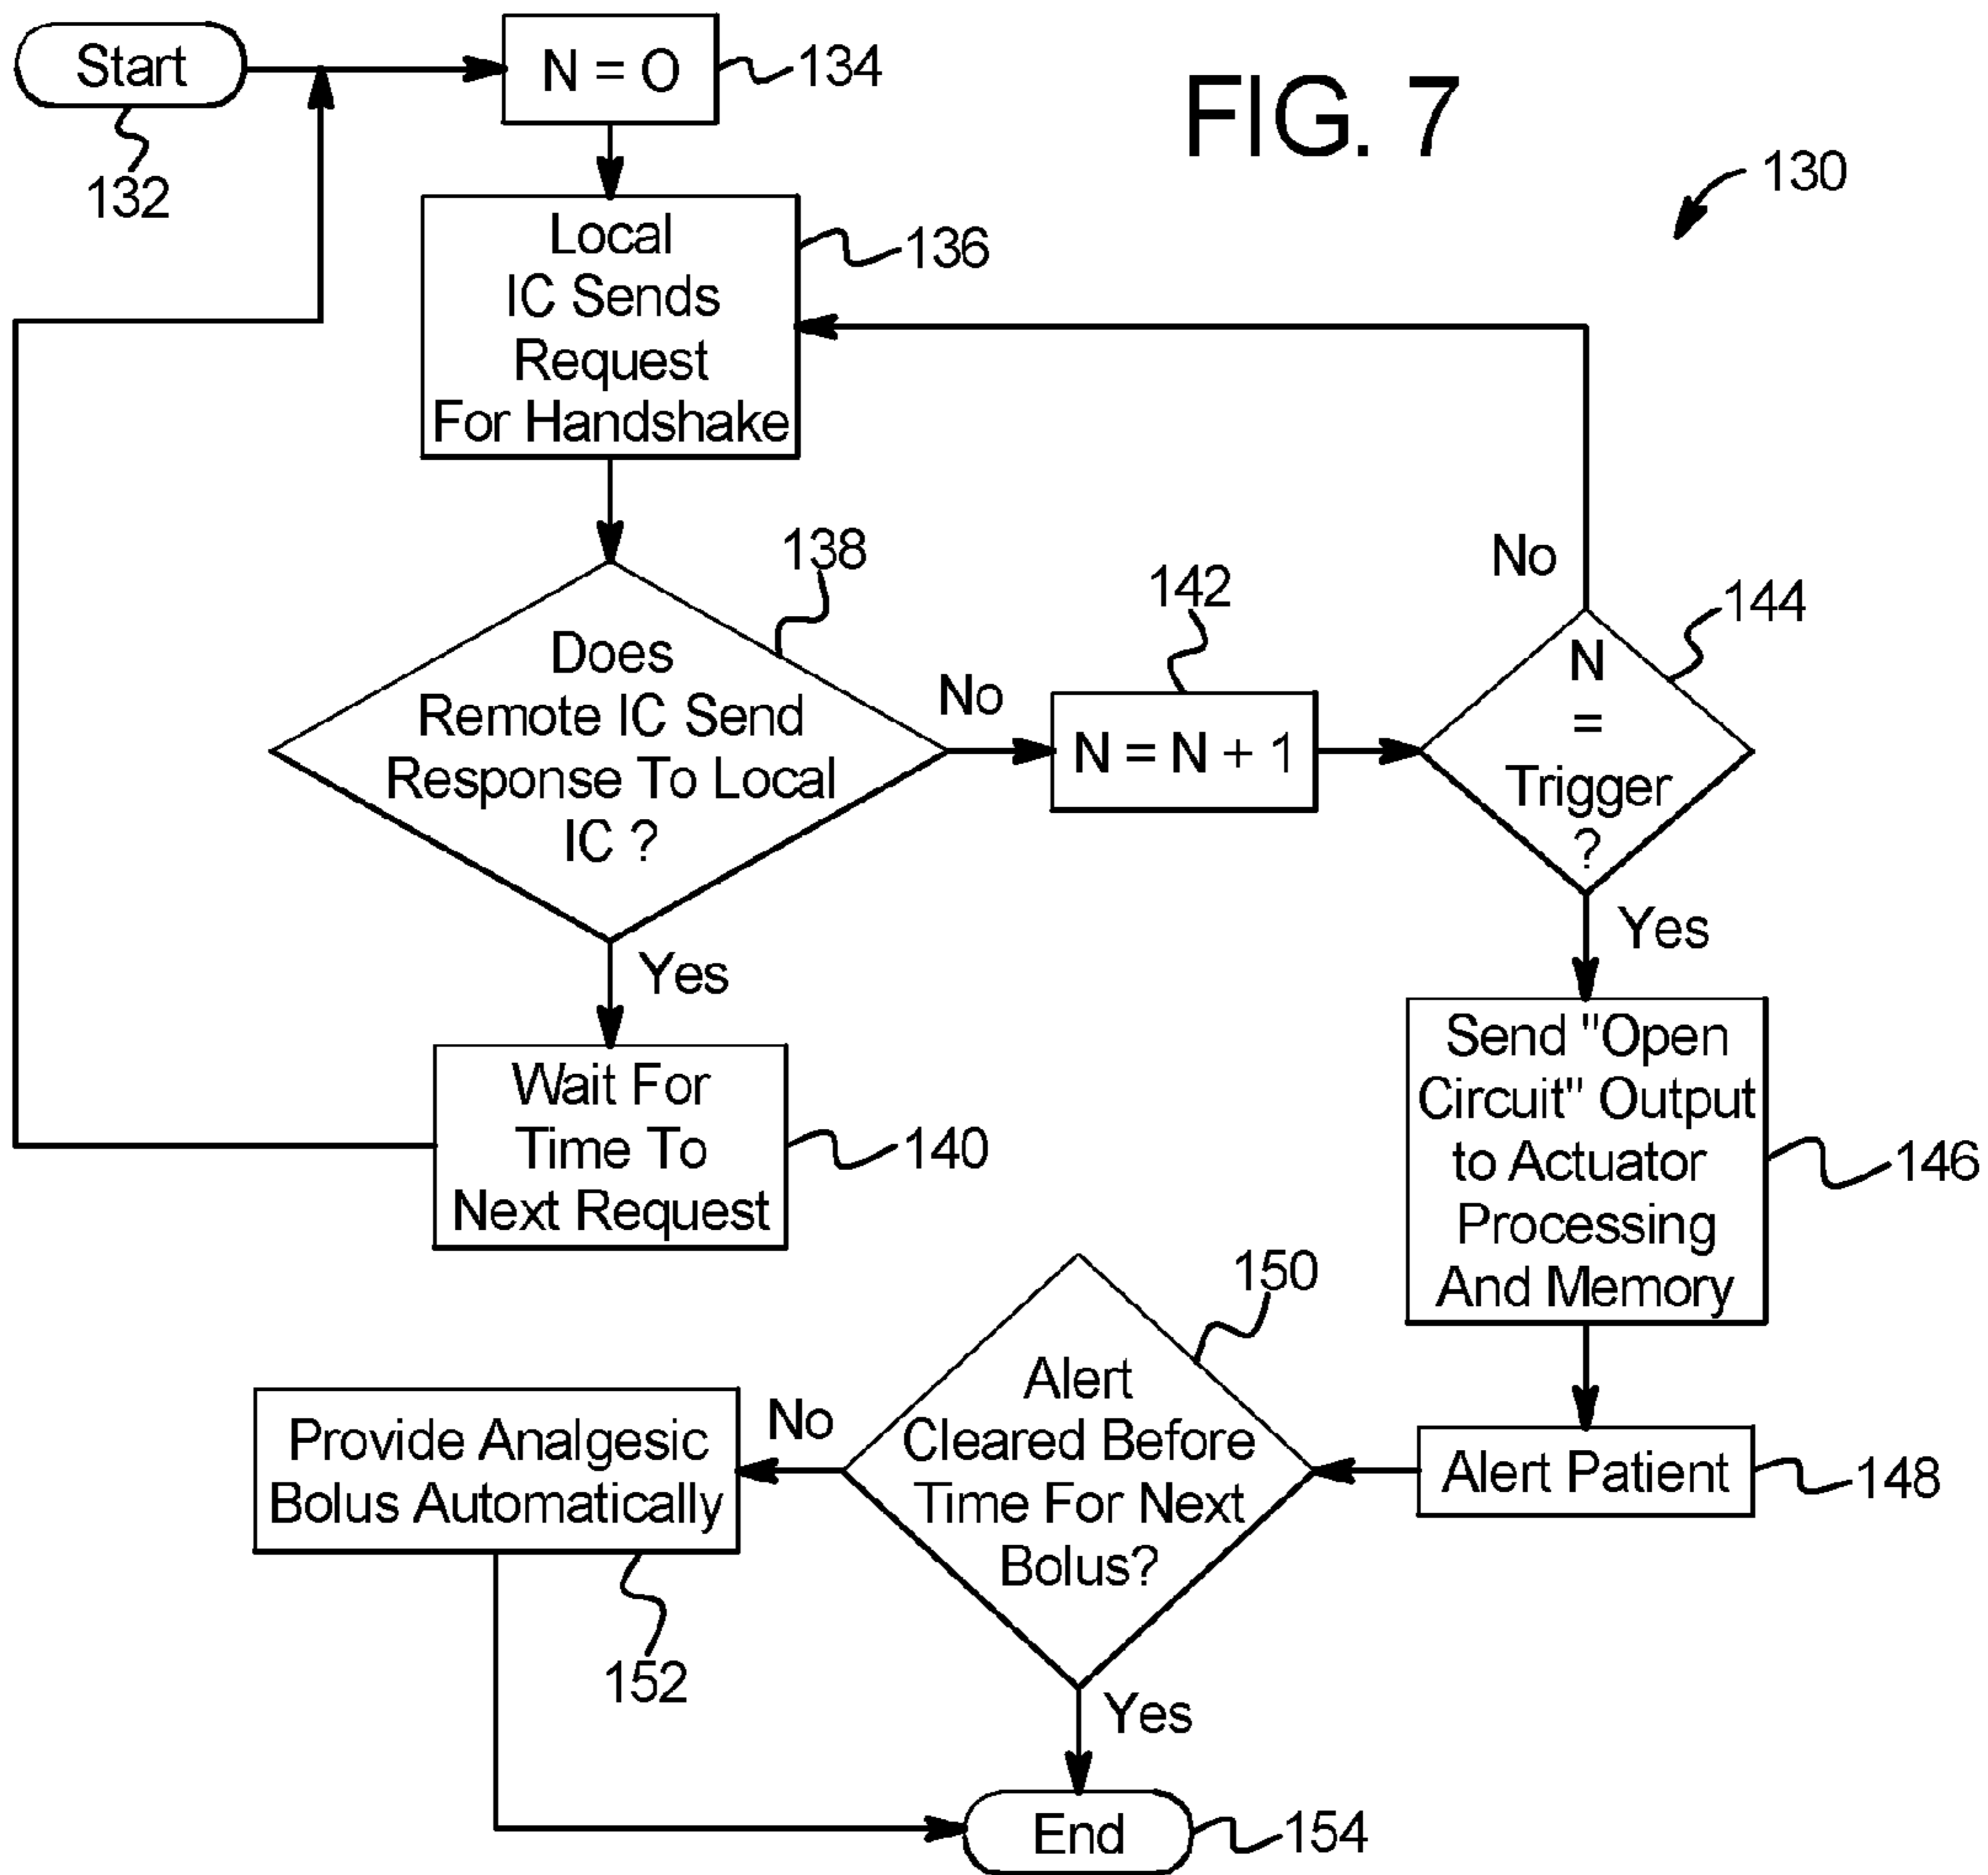 FIG. 7
130
Start
132
N = O
134
Local
IC Sends
Request
For Handshake
136
Does
Remote IC Send
Response To Local
IC ?
138
No
Yes
N = N + 1
142
N
=
Trigger
?
144
No
Yes
Wait For
Time To
Next Request
140
Send "Open
Circuit" Output
to Actuator
Processing
And Memory
146
Alert Patient
148
Alert
Cleared Before
Time For Next
Bolus?
150
No
Yes
Provide Analgesic
Bolus Automatically
152
End
154